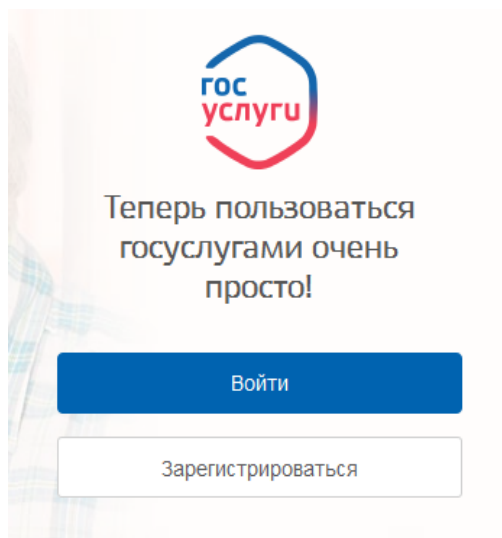 гос
услуги
Теперь пользоваться
госуслугами очень
просто!
Войти
Зарегистрироваться